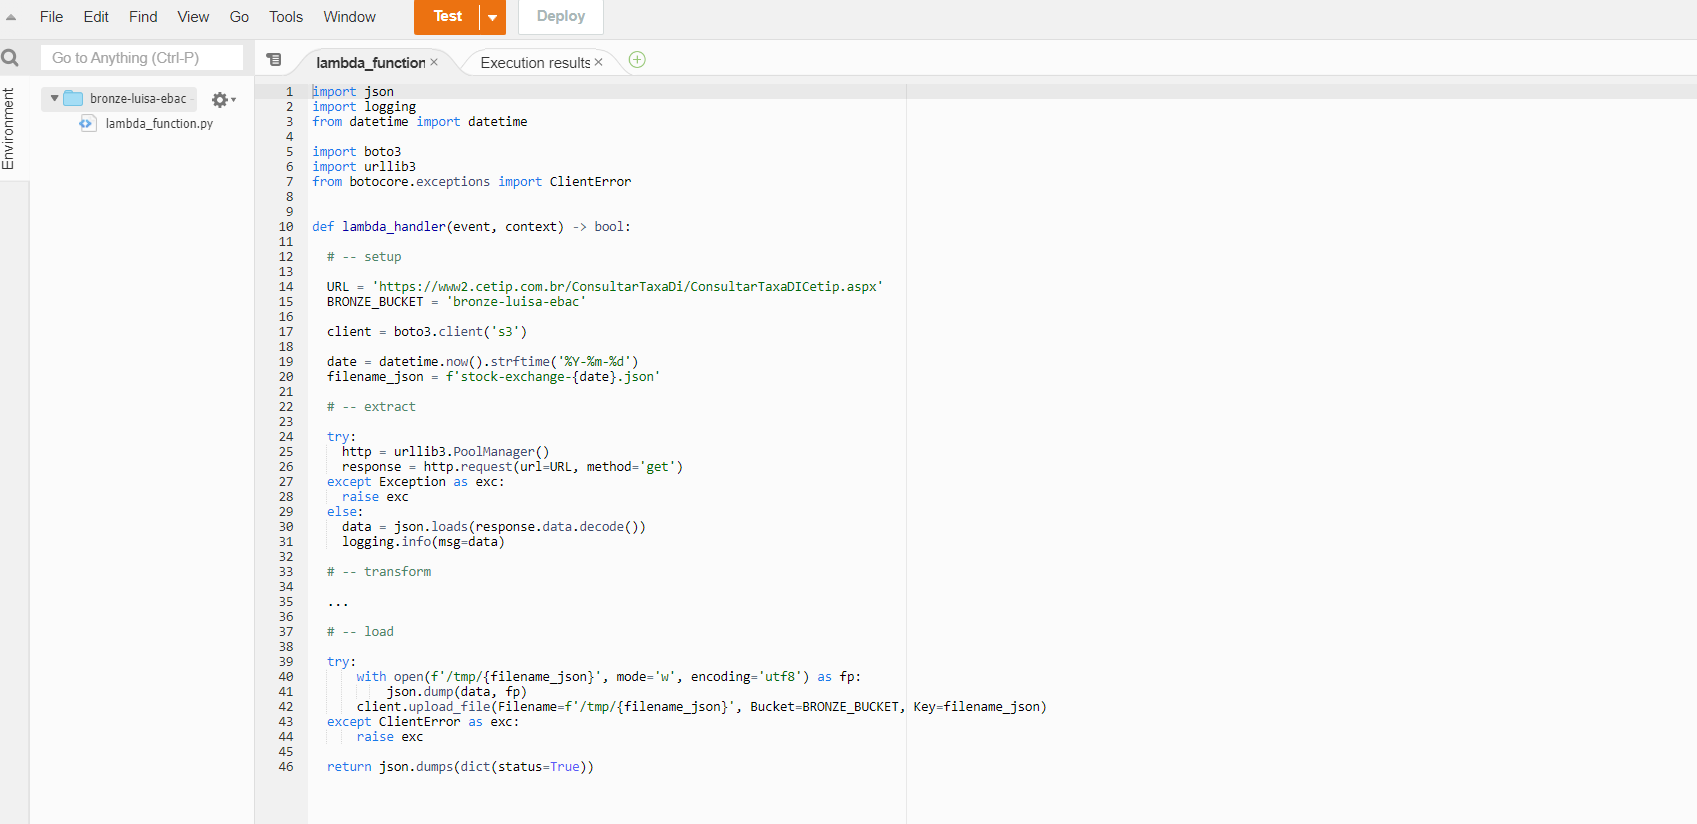 File Edit Find View Go Tools Window Test Deploy
Go to Anything (Ctrl-P)
lambda_function × Execution results ×
Environment
bronze-luisa-ebac
lambda_function.py
1 import json
2 import logging
3 from datetime import datetime
4
5 import boto3
6 import urllib3
7 from botocore.exceptions import ClientError
8
9
10 def lambda_handler(event, context) -> bool:
11
12 # -- setup
13
14 URL = 'https://www2.cetip.com.br/ConsultarTaxaDi/ConsultarTaxaDICetip.aspx'
15 BRONZE_BUCKET = 'bronze-luisa-ebac'
16
17 client = boto3.client('s3')
18
19 date = datetime.now().strftime('%Y-%m-%d')
20 filename_json = f'stock-exchange-{date}.json'
21
22 # -- extract
23
24 try:
25 http = urllib3.PoolManager()
26 response = http.request(url=URL, method='get')
27 except Exception as exc:
28 raise exc
29 else:
30 data = json.loads(response.data.decode())
31 logging.info(msg=data)
32
33 # -- transform
34
35 ...
36
37 # -- load
38
39 try:
40 with open(f'/tmp/{filename_json}', mode='w', encoding='utf8') as fp:
41 json.dump(data, fp)
42 client.upload_file(Filename=f'/tmp/{filename_json}', Bucket=BRONZE_BUCKET, Key=filename_json)
43 except ClientError as exc:
44 raise exc
45
46 return json.dumps(dict(status=True))